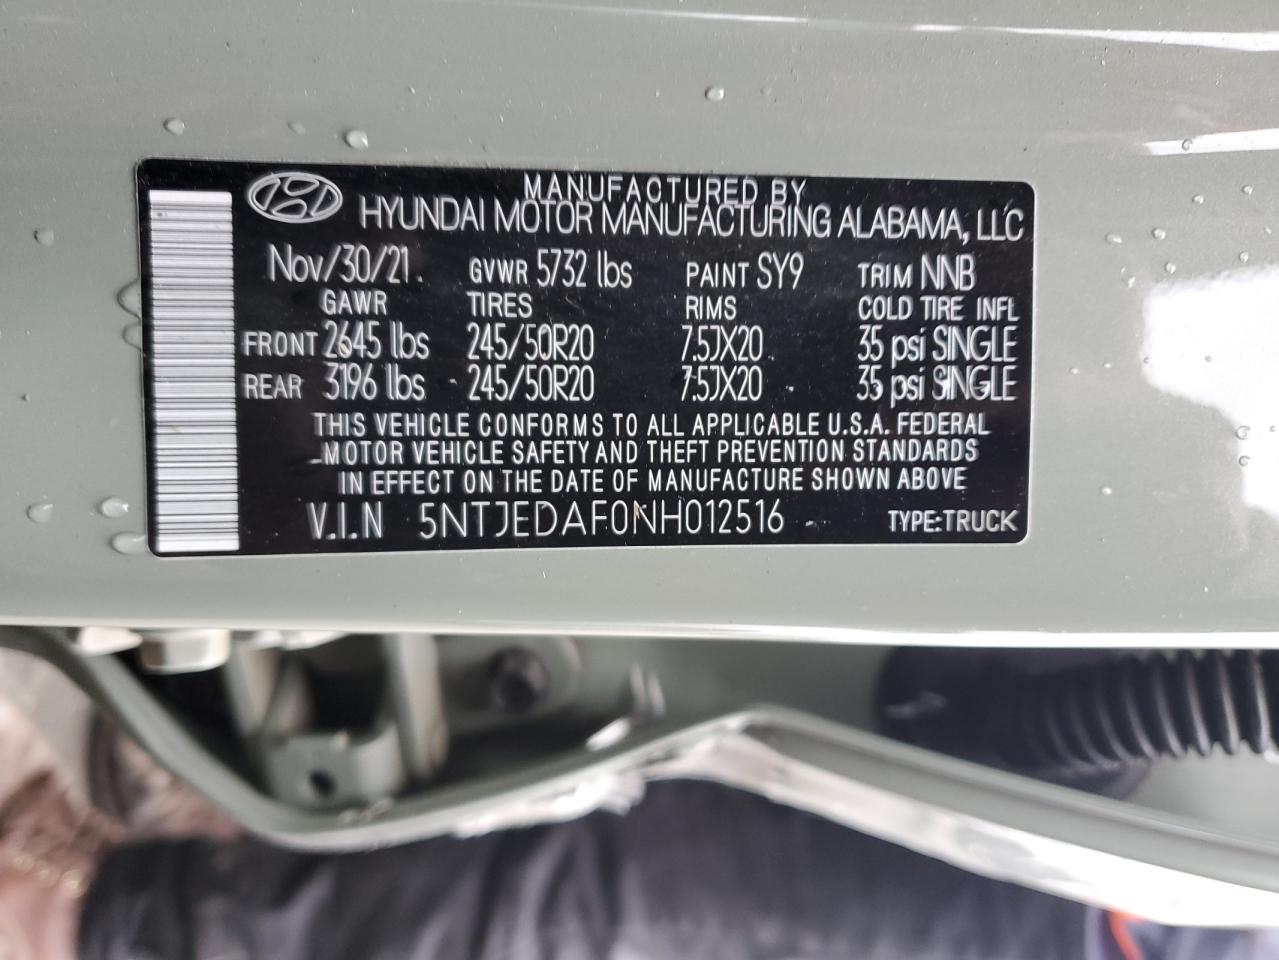 MANUFACTURED BY
HYUNDAI MOTOR MANUFACTURING ALABAMA, LLC
Nov/30/21 GVWR 5732 lbs PAINT SY9 TRIM NNB
GAWR TIRES RIMS COLD TIRE INFL
FRONT 2645 lbs 245/50R20 7.5JX20 35 psi SINGLE
REAR 3196 lbs 245/50R20 7.5JX20 35 psi SINGLE
THIS VEHICLE CONFORMS TO ALL APPLICABLE U.S.A. FEDERAL
MOTOR VEHICLE SAFETY AND THEFT PREVENTION STANDARDS
IN EFFECT ON THE DATE OF MANUFACTURE SHOWN ABOVE
V.I.N 5NTJEDAF0NH012516 TYPE:TRUCK